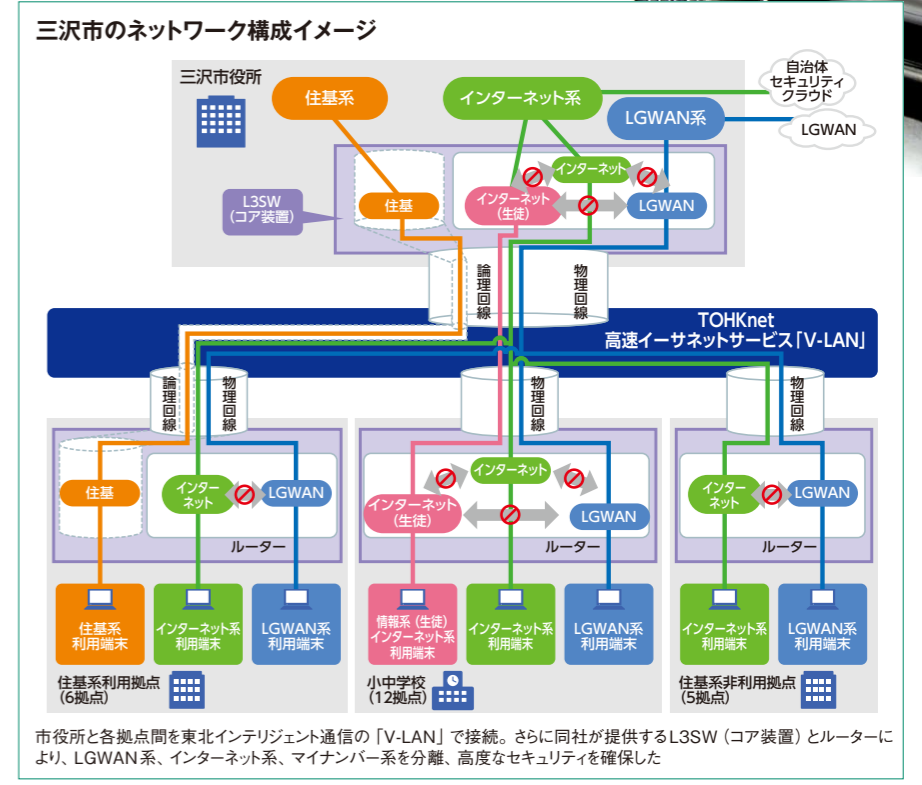 三沢市のネットワーク構成イメージ
三沢市役所
住基系
インターネット系
LGWAN系
自治体
セキュリティ
クラウド
LGWAN
L3SW
(コア装置)
住基
インターネット
インターネット
(生徒)
LGWAN
論理回線
物理回線
TOHKnet
高速イーサネットサービス「V-LAN」
論理回線
物理回線
物理回線
物理回線
住基
インター
ネット
LGWAN
ルーター
インターネット
インターネット
(生徒)
LGWAN
ルーター
インター
ネット
LGWAN
ルーター
住基系
利用端末
インターネット系
利用端末
LGWAN系
利用端末
情報系(生徒)
インターネット系
利用端末
インターネット系
利用端末
LGWAN系
利用端末
インターネット系
利用端末
LGWAN系
利用端末
住基系利用拠点
(6拠点)
小中学校
(12拠点)
住基系非利用拠点
(5拠点)
市役所と各拠点間を東北インテリジェント通信の「V-LAN」で接続。さらに同社が提供するL3SW(コア装置)とルーターに
より、LGWAN系、インターネット系、マイナンバー系を分離、高度なセキュリティを確保した